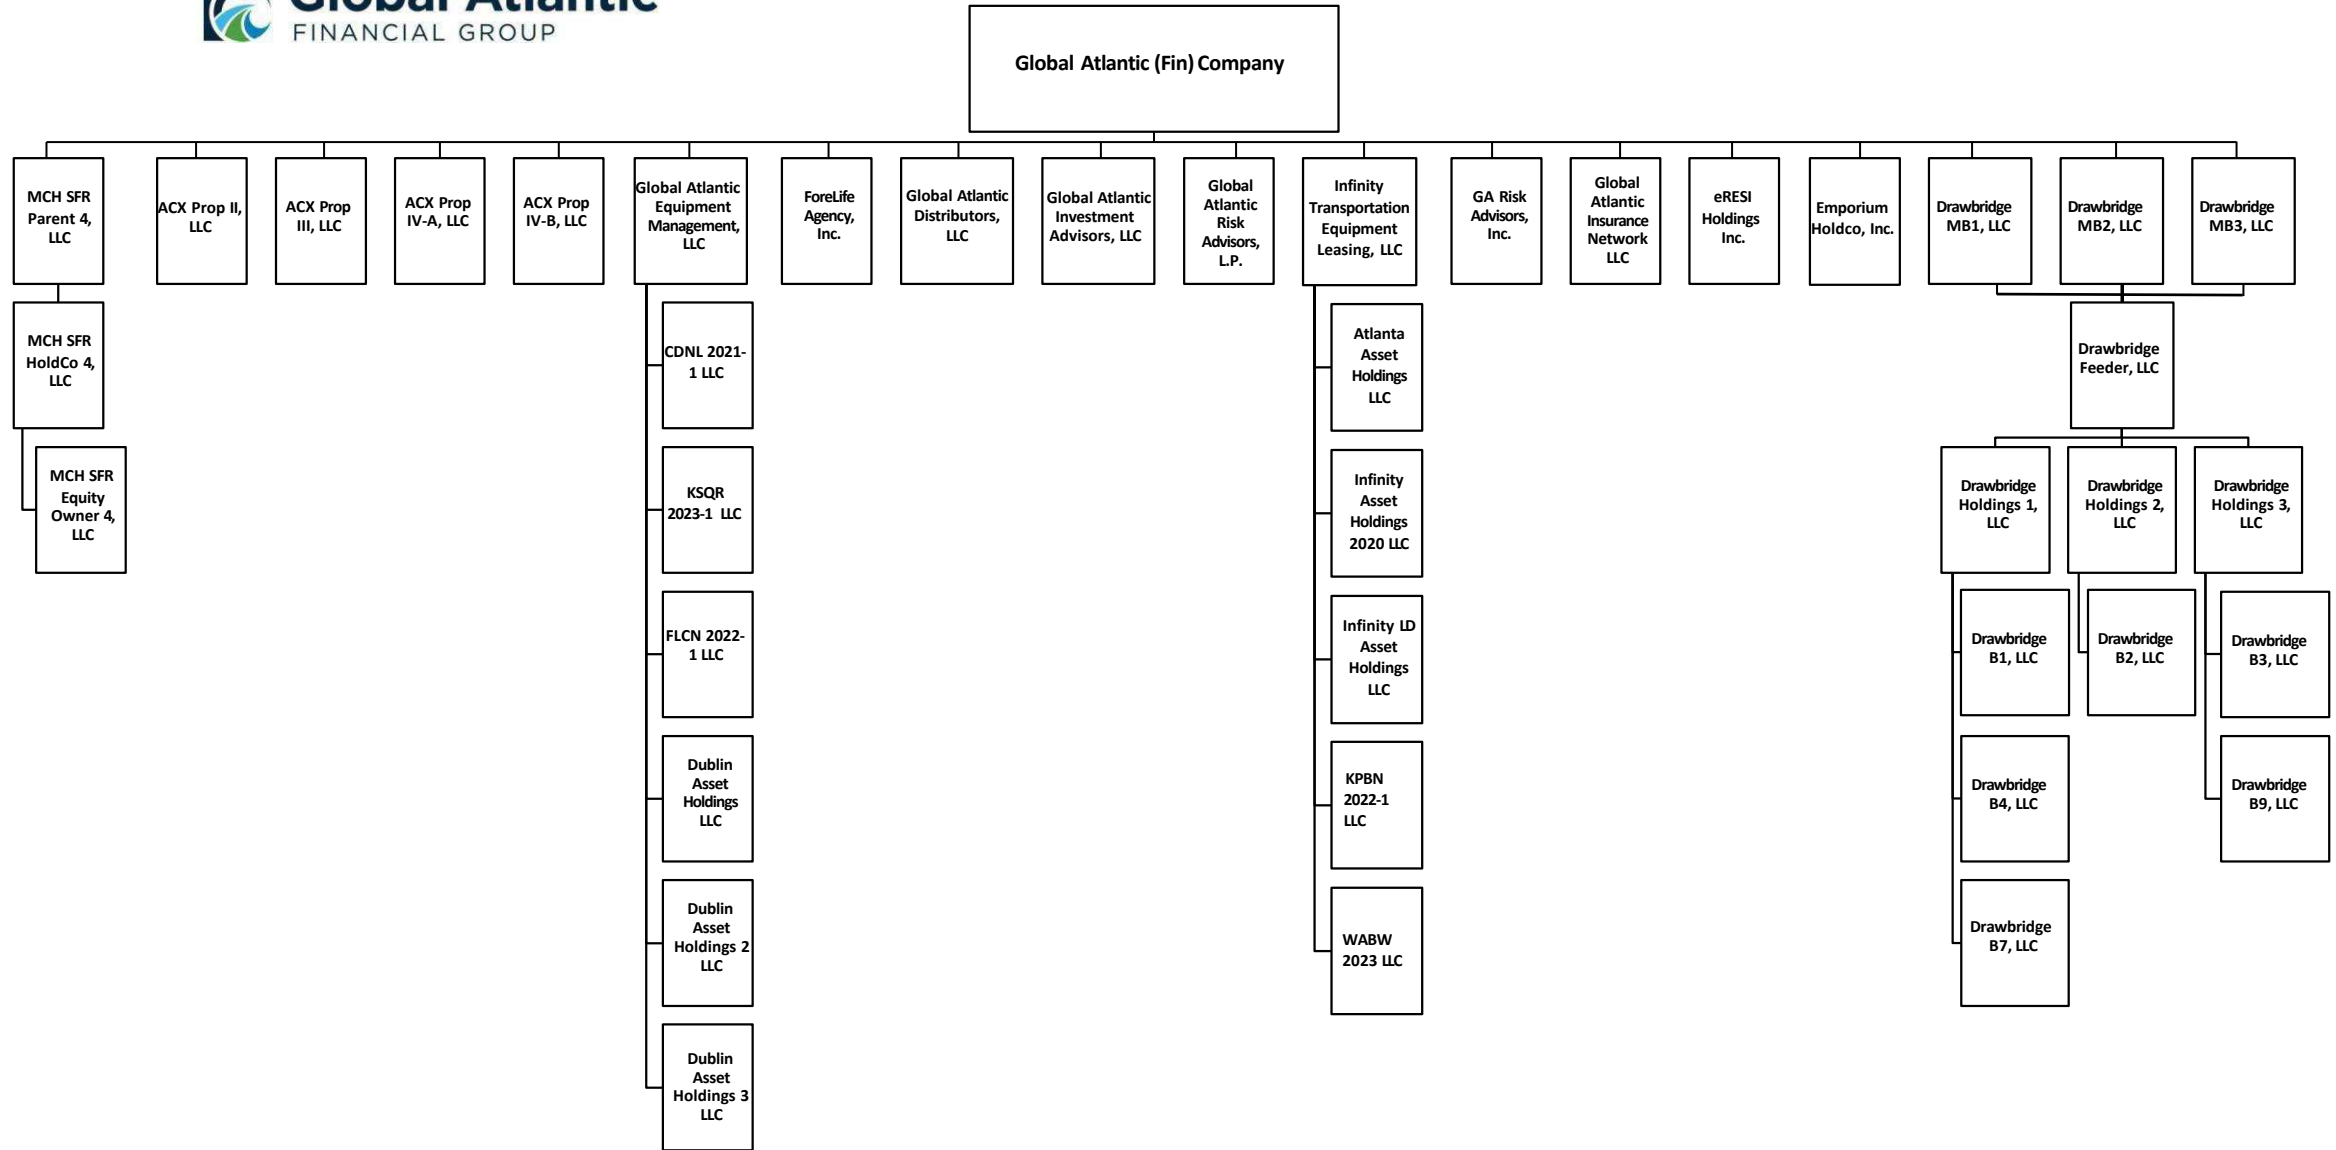 Global Atlantic
FINANCIAL GROUP
Global Atlantic (Fin) Company
MCH SFR
Parent 4,
LLC
ACX Prop II,
LLC
ACX Prop
III, LLC
ACX Prop
IV-A, LLC
ACX Prop
IV-B, LLC
Global Atlantic
Equipment
Management,
LLC
ForeLife
Agency,
Inc.
Global Atlantic
Distributors,
LLC
Global Atlantic
Investment
Advisors, LLC
Global
Atlantic
Risk
Advisors,
L.P.
Infinity
Transportation
Equipment
Leasing, LLC
GA Risk
Advisors,
Inc.
Global
Atlantic
Insurance
Network
LLC
eRESI
Holdings
Inc.
Emporium
Holdco, Inc.
Drawbridge
MB1, LLC
Drawbridge
MB2, LLC
Drawbridge
MB3, LLC
MCH SFR
HoldCo 4,
LLC
MCH SFR
Equity
Owner 4,
LLC
CDNL 2021-
1 LLC
KSQR
2023-1 LLC
FLCN 2022-
1 LLC
Dublin
Asset
Holdings
LLC
Dublin
Asset
Holdings 2
LLC
Dublin
Asset
Holdings 3
LLC
Atlanta
Asset
Holdings
LLC
Infinity
Asset
Holdings
2020 LLC
Infinity LD
Asset
Holdings
LLC
KPBN
2022-1
LLC
WABW
2023 LLC
Drawbridge
Feeder, LLC
Drawbridge
Holdings 1,
LLC
Drawbridge
Holdings 2,
LLC
Drawbridge
Holdings 3,
LLC
Drawbridge
B1, LLC
Drawbridge
B4, LLC
Drawbridge
B7, LLC
Drawbridge
B2, LLC
Drawbridge
B3, LLC
Drawbridge
B9, LLC